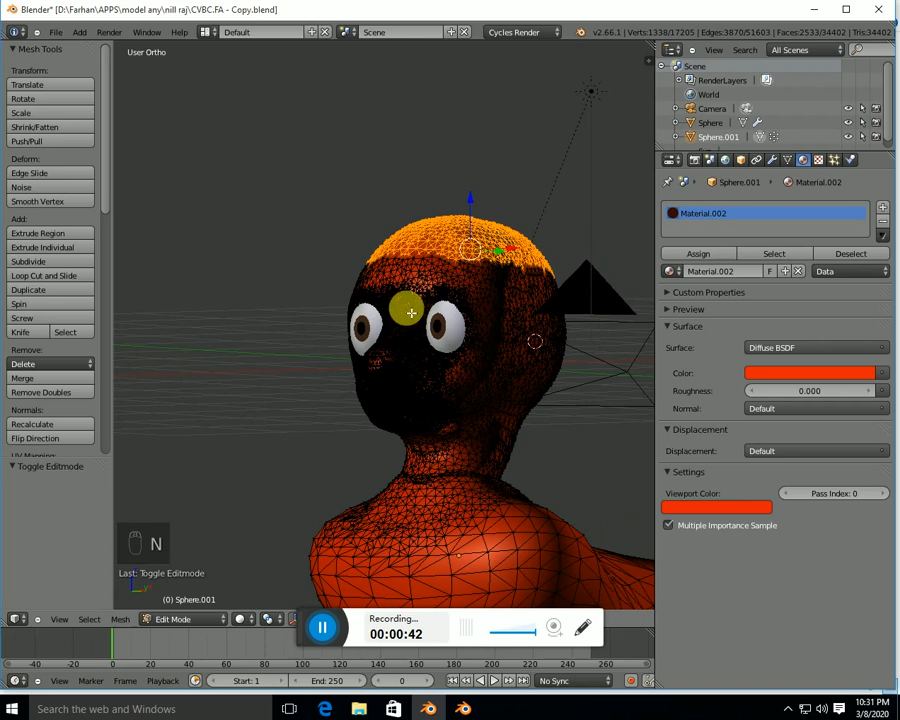 Blender* [D:\Farhan\APPS\model any\nill raj\CVBC.FA - Copy.blend]
File Add Render Window Help Default Scene Cycles Render v2.66.1 | Verts:1338/17205 | Edges:3870/51603 | Faces:2533/34402 | Tris:34402
Mesh Tools
Transform:
Translate
Rotate
Scale
Shrink/Fatten
Push/Pull
Deform:
Edge Slide
Noise
Smooth Vertex
Add:
Extrude Region
Extrude Individual
Subdivide
Loop Cut and Slide
Duplicate
Spin
Screw
Knife Select
Remove:
Delete
Merge
Remove Doubles
Normals:
Recalculate
Flip Direction
UV Mapping:
Toggle Editmode
User Ortho
N
Last: Toggle Editmode
(0) Sphere.001
View Select Mesh Edit Mode
Recording...
00:00:42
View Search All Scenes
Scene
RenderLayers
World
Camera
Sphere
Sphere.001
Sphere.001 Material.002
Material.002
Assign Select Deselect
Material.002 F Data
Custom Properties
Preview
Surface
Surface: Diffuse BSDF
Color:
Roughness: 0.000
Normal: Default
Displacement
Displacement: Default
Settings
Viewport Color: Pass Index: 0
Multiple Importance Sample
-40 -20 0 20 40 60 80 100 120 140 160 180 200 220 240 260
View Marker Frame Playback Start: 1 End: 250 0 No Sync
Search Windows
10:31 PM
3/8/2020